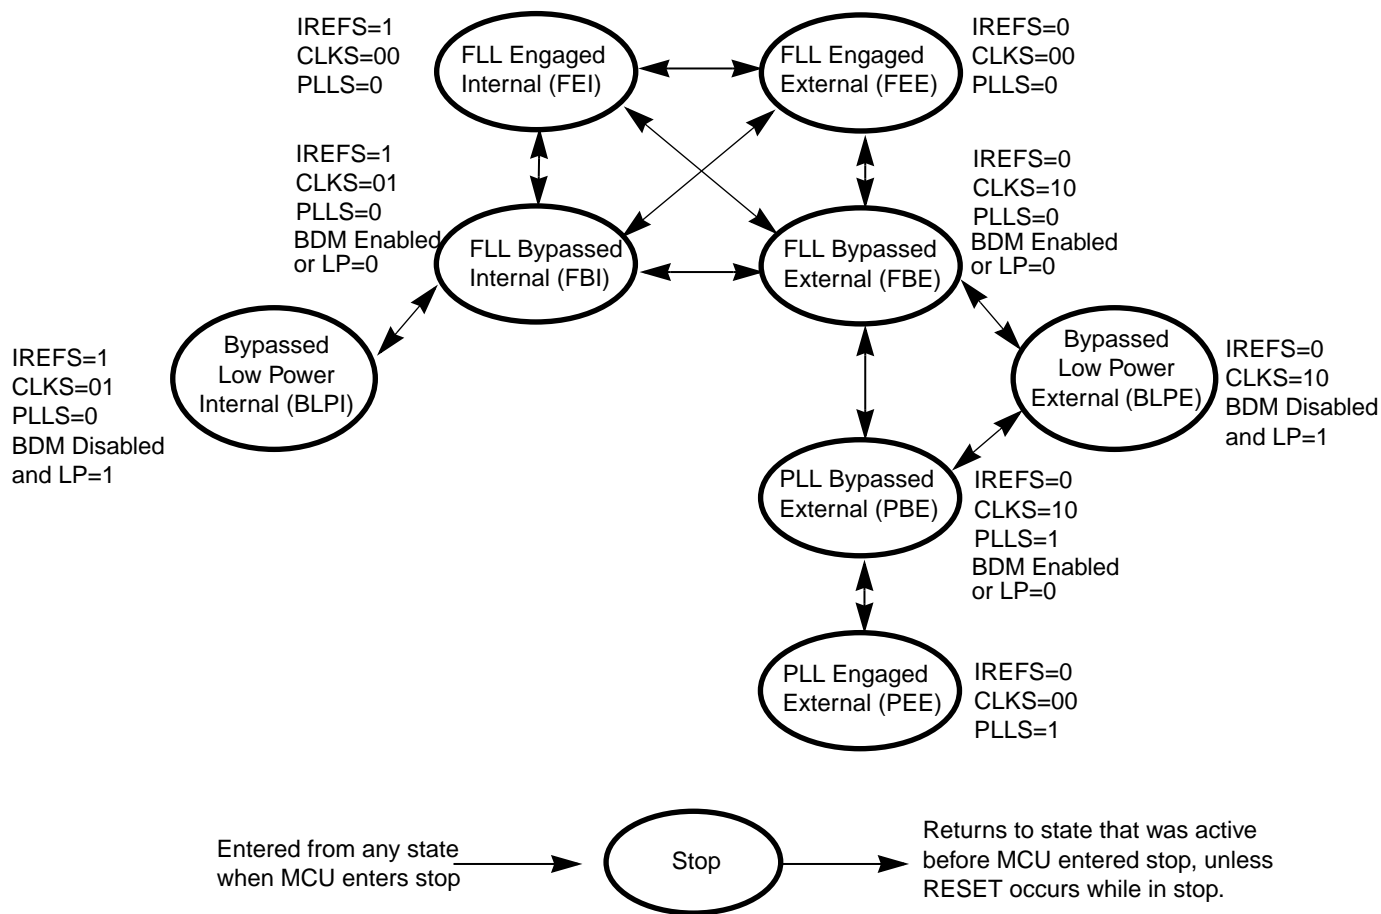 IREFS=1
CLKS=00
PLLS=0
FLL Engaged
Internal (FEI)
FLL Engaged
External (FEE)
IREFS=0
CLKS=00
PLLS=0
IREFS=1
CLKS=01
PLLS=0
BDM Enabled
or LP=0
FLL Bypassed
Internal (FBI)
FLL Bypassed
External (FBE)
IREFS=0
CLKS=10
PLLS=0
BDM Enabled
or LP=0
IREFS=1
CLKS=01
PLLS=0
BDM Disabled
and LP=1
Bypassed
Low Power
Internal (BLPI)
Bypassed
Low Power
External (BLPE)
IREFS=0
CLKS=10
BDM Disabled
and LP=1
PLL Bypassed
External (PBE)
IREFS=0
CLKS=10
PLLS=1
BDM Enabled
or LP=0
PLL Engaged
External (PEE)
IREFS=0
CLKS=00
PLLS=1
Entered from any state
when MCU enters stop
Stop
Returns to state that was active
before MCU entered stop, unless
RESET occurs while in stop.